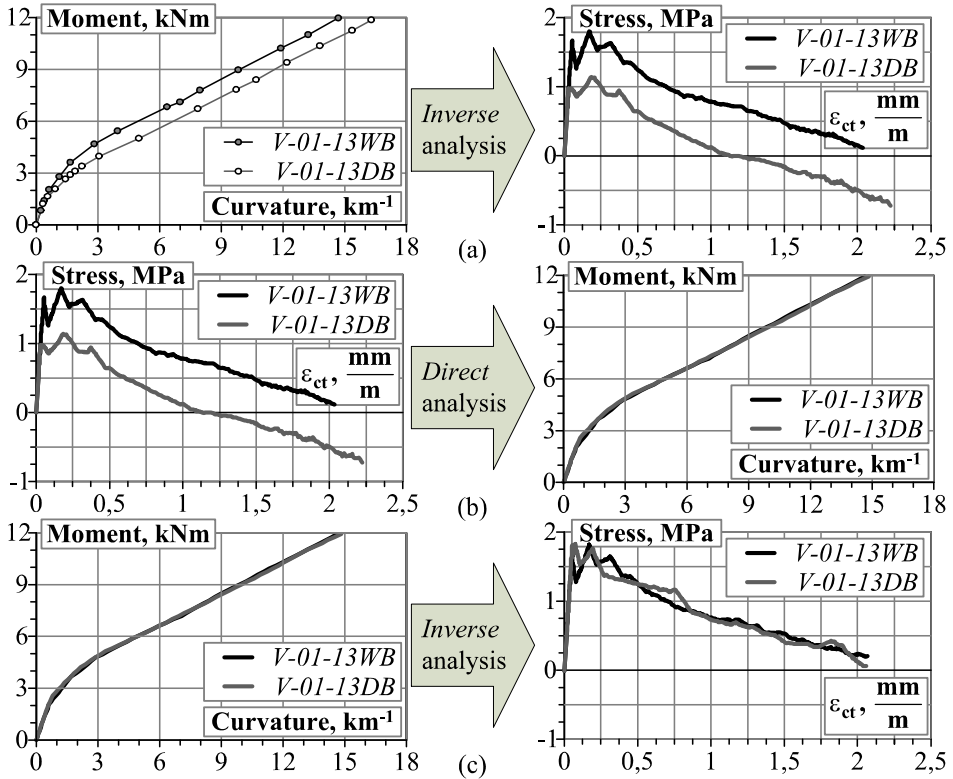 Moment, kNm
12
9
6
3
0
V-01-13WB
V-01-13DB
Curvature, km-1
0 3 6 9 12 15 18
Inverse
analysis
(a)
Stress, MPa
2
1
0
-1
V-01-13WB
V-01-13DB
εct, mm/m
0 0,5 1 1,5 2 2,5
Stress, MPa
2
1
0
-1
V-01-13WB
V-01-13DB
εct, mm/m
0 0,5 1 1,5 2 2,5
Direct
analysis
(b)
Moment, kNm
12
9
6
3
0
V-01-13WB
V-01-13DB
Curvature, km-1
0 3 6 9 12 15 18
Moment, kNm
12
9
6
3
0
V-01-13WB
V-01-13DB
Curvature, km-1
0 3 6 9 12 15 18
Inverse
analysis
(c)
Stress, MPa
2
1
0
-1
V-01-13WB
V-01-13DB
εct, mm/m
0 0,5 1 1,5 2 2,5